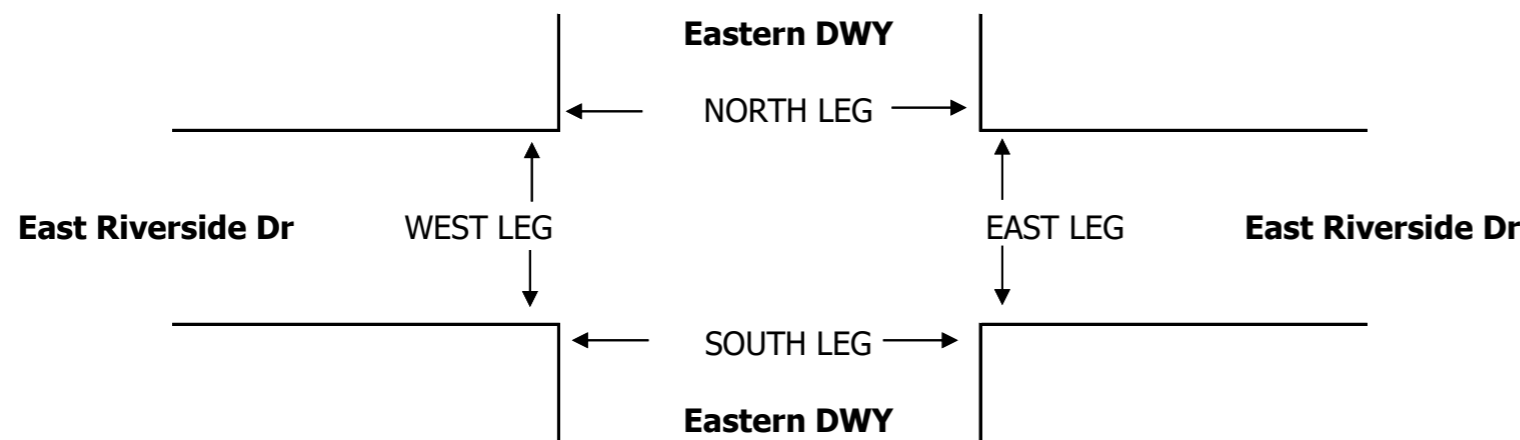 Eastern DWY
NORTH LEG
East Riverside Dr WEST LEG EAST LEG East Riverside Dr
SOUTH LEG
Eastern DWY